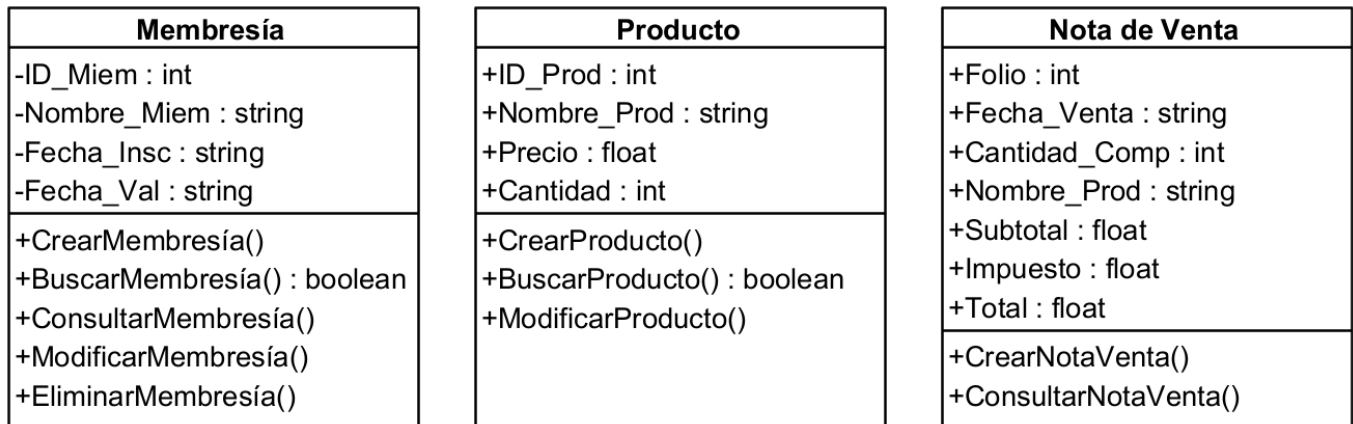 Membresía
-ID_Miem : int
-Nombre_Miem : string
-Fecha_Insc : string
-Fecha_Val : string
+CrearMembresía()
+BuscarMembresía() : boolean
+ConsultarMembresía()
+ModificarMembresía()
+EliminarMembresía()
Producto
+ID_Prod : int
+Nombre_Prod : string
+Precio : float
+Cantidad : int
+CrearProducto()
+BuscarProducto() : boolean
+ModificarProducto()
Nota de Venta
+Folio : int
+Fecha_Venta : string
+Cantidad_Comp : int
+Nombre_Prod : string
+Subtotal : float
+Impuesto : float
+Total : float
+CrearNotaVenta()
+ConsultarNotaVenta()